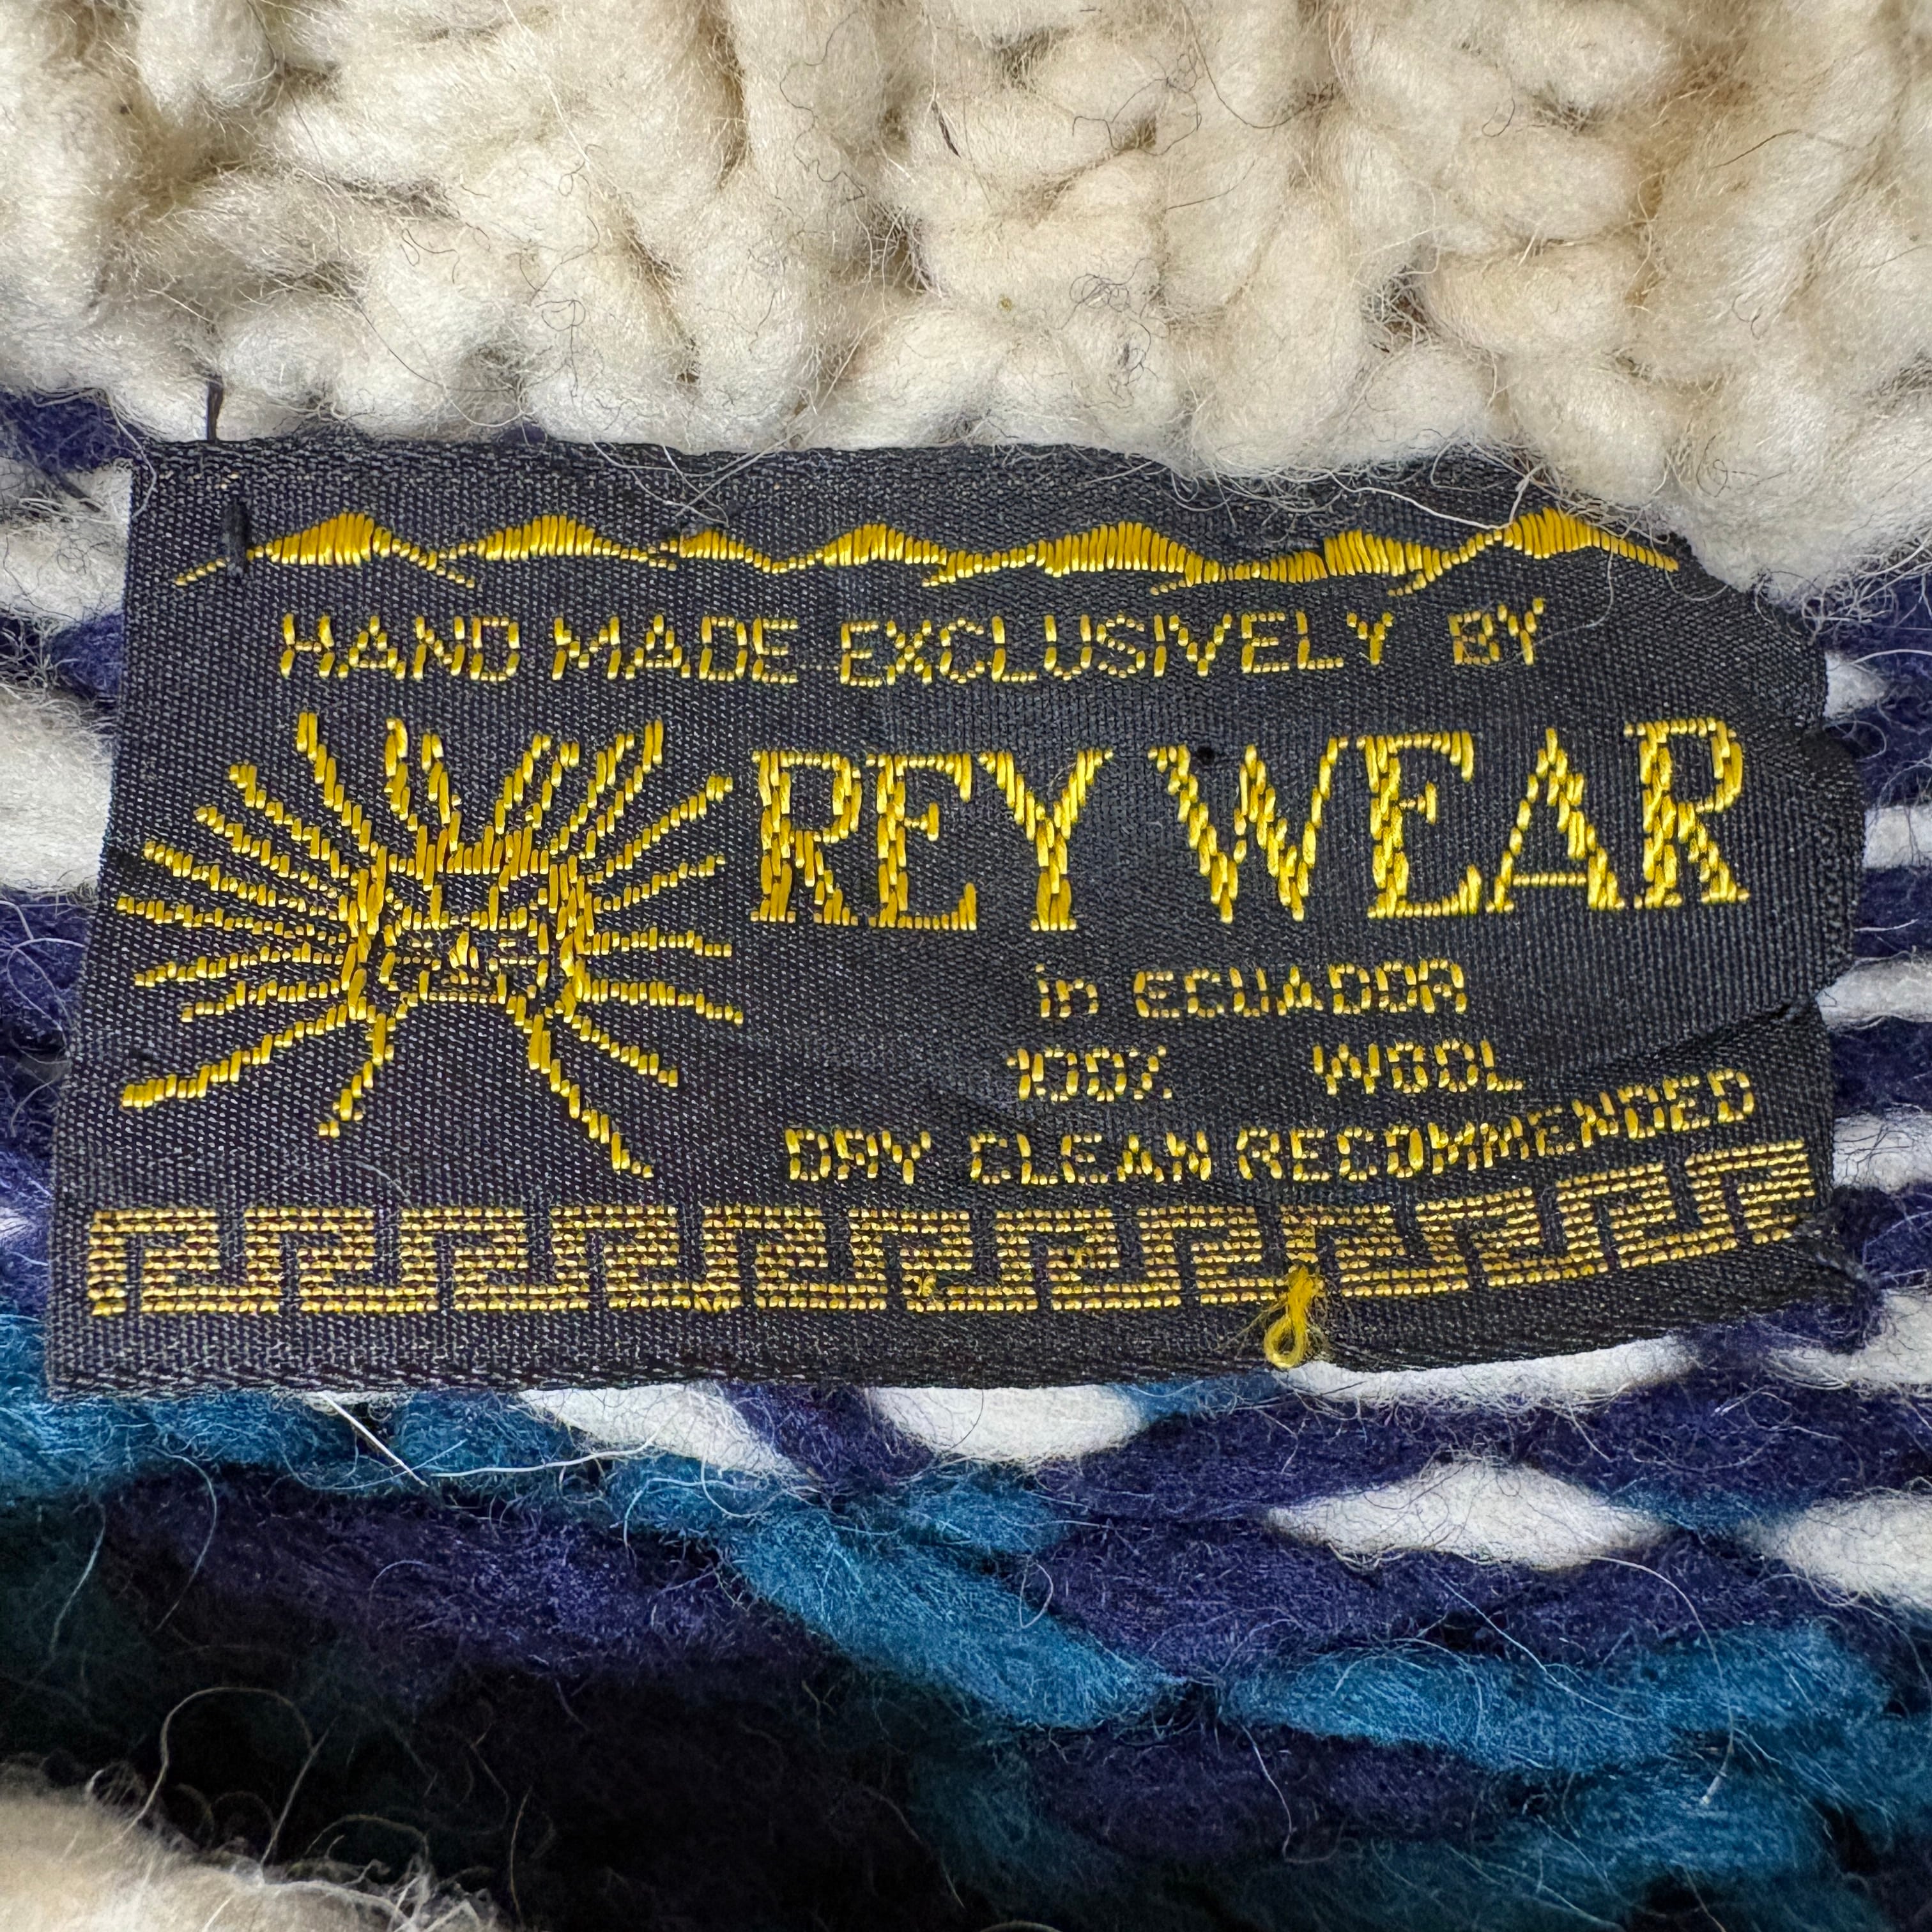 HAND MADE EXCLUSIVELY BY
REY WEAR
in ECUADOR
100% WOOL
DRY CLEAN RECOMMENDED